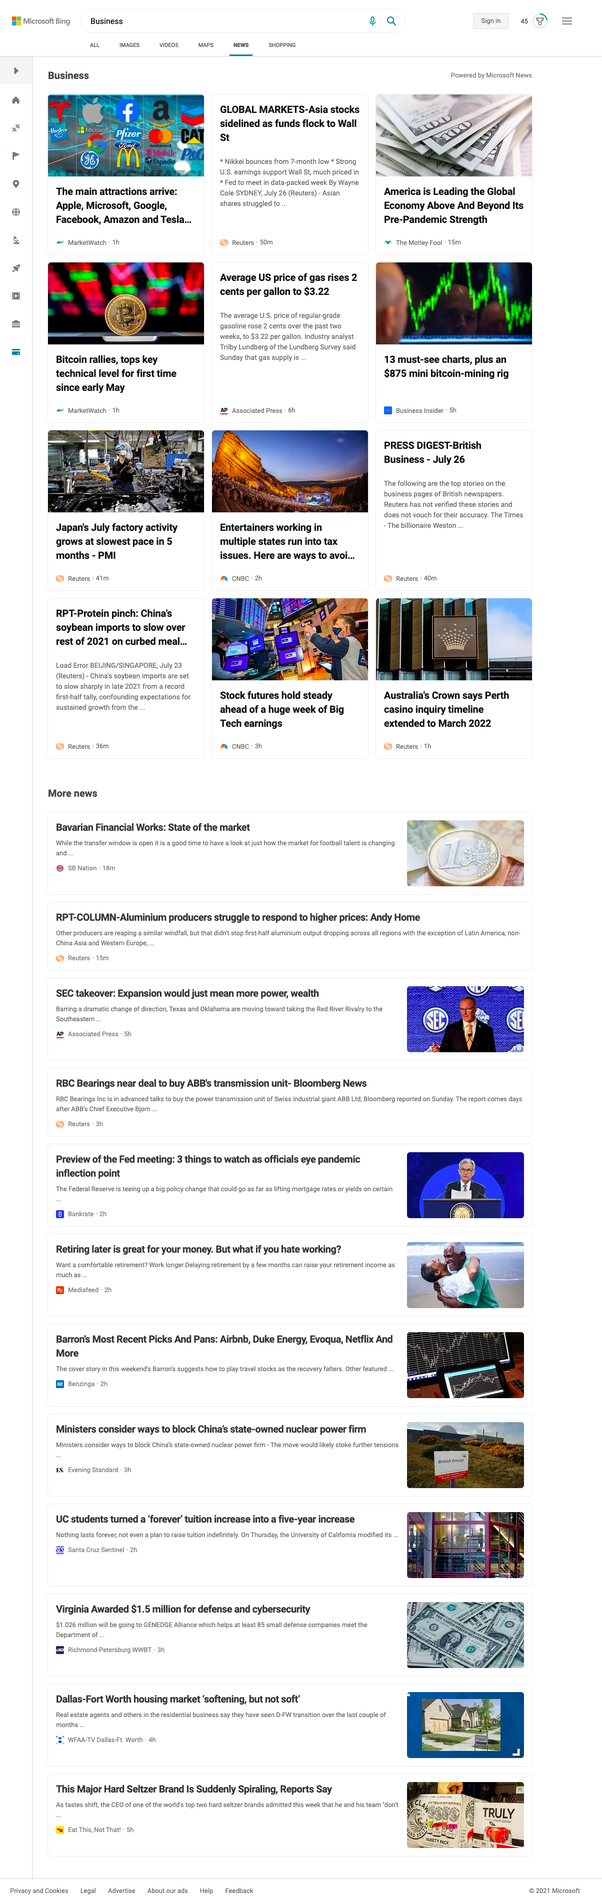 Microsoft Bing
Business
Sign in
45
ALL
IMAGES
VIDEOS
MAPS
NEWS
SHOPPING
Business
Powered by Microsoft News
The main attractions arrive:
Apple, Microsoft, Google,
Facebook, Amazon and Tesla...
MarketWatch · 1h
GLOBAL MARKETS-Asia stocks
sidelined as funds flock to Wall
St
* Nikkei bounces from 7-month low * Strong
U.S. earnings support Wall St, much priced in
* Fed to meet in data-packed week By Wayne
Cole SYDNEY, July 26 (Reuters) - Asian
shares struggled to ...
Reuters · 50m
America is Leading the Global
Economy Above And Beyond Its
Pre-Pandemic Strength
The Motley Fool · 15m
Bitcoin rallies, tops key
technical level for first time
since early May
MarketWatch · 1h
Average US price of gas rises 2
cents per gallon to $3.22
The average U.S. price of regular-grade
gasoline rose 2 cents over the past two
weeks, to $3.22 per gallon. Industry analyst
Trilby Lundberg of the Lundberg Survey said
Sunday that gas supply is ...
AP Associated Press · 6h
13 must-see charts, plus an
$875 mini bitcoin-mining rig
Business Insider · 5h
Japan's July factory activity
grows at slowest pace in 5
months - PMI
Reuters · 41m
Entertainers working in
multiple states run into tax
issues. Here are ways to avoi...
CNBC · 2h
PRESS DIGEST-British
Business - July 26
The following are the top stories on the
business pages of British newspapers.
Reuters has not verified these stories and
does not vouch for their accuracy. The Times
- The billionaire Weston ...
Reuters · 40m
RPT-Protein pinch: China's
soybean imports to slow over
rest of 2021 on curbed meal...
Load Error BEIJING/SINGAPORE, July 23
(Reuters) - China's soybean imports are set
to slow sharply in late 2021 from a record
first-half tally, confounding expectations for
sustained growth from the ...
Reuters · 36m
Stock futures hold steady
ahead of a huge week of Big
Tech earnings
CNBC · 3h
Australia's Crown says Perth
casino inquiry timeline
extended to March 2022
Reuters · 1h
More news
Bavarian Financial Works: State of the market
While the transfer window is open it is a good time to have a look at just how the market for football talent is changing
and ...
SB Nation · 18m
RPT-COLUMN-Aluminium producers struggle to respond to higher prices: Andy Home
Other producers are reaping a similar windfall, but that didn't stop first-half aluminium output dropping across all regions with the exception of Latin America, non-
China Asia and Western Europe, ...
Reuters · 15m
SEC takeover: Expansion would just mean more power, wealth
Barring a dramatic change of direction, Texas and Oklahoma are moving toward taking the Red River Rivalry to the
Southeastern ...
AP Associated Press · 5h
RBC Bearings near deal to buy ABB's transmission unit- Bloomberg News
RBC Bearings Inc is in advanced talks to buy the power transmission unit of Swiss industrial giant ABB Ltd, Bloomberg reported on Sunday. The report comes days
after ABB's Chief Executive Bjorn ...
Reuters · 3h
Preview of the Fed meeting: 3 things to watch as officials eye pandemic
inflection point
The Federal Reserve is teeing up a big policy change that could go as far as lifting mortgage rates or yields on certain
...
Bankrate · 2h
Retiring later is great for your money. But what if you hate working?
Want a comfortable retirement? Work longer.Delaying retirement by a few months can raise your retirement income as
much as ...
Mediafeed · 2h
Barron's Most Recent Picks And Pans: Airbnb, Duke Energy, Evoqua, Netflix And
More
The cover story in this weekend's Barron's suggests how to play travel stocks as the recovery falters. Other featured ...
Benzinga · 2h
Ministers consider ways to block China's state-owned nuclear power firm
Ministers consider ways to block China's state-owned nuclear power firm - The move would likely stoke further tensions
...
ES. Evening Standard · 3h
UC students turned a 'forever' tuition increase into a five-year increase
Nothing lasts forever, not even a plan to raise tuition indefinitely. On Thursday, the University of California modified its ...
Santa Cruz Sentinel · 2h
Virginia Awarded $1.5 million for defense and cybersecurity
$1.026 million will be going to GENEDGE Alliance which helps at least 85 small defense companies meet the
Department of ...
Richmond-Petersburg WWBT · 3h
Dallas-Fort Worth housing market 'softening, but not soft'
Real estate agents and others in the residential business say they have seen D-FW transition over the last couple of
months ...
WFAA-TV Dallas-Ft. Worth · 4h
This Major Hard Seltzer Brand Is Suddenly Spiraling, Reports Say
As tastes shift, the CEO of one of the world's top two hard seltzer brands admitted this week that he and his team "don't
...
Eat This, Not That! · 5h
Privacy and Cookies
Legal
Advertise
About our ads
Help
Feedback
© 2021 Microsoft